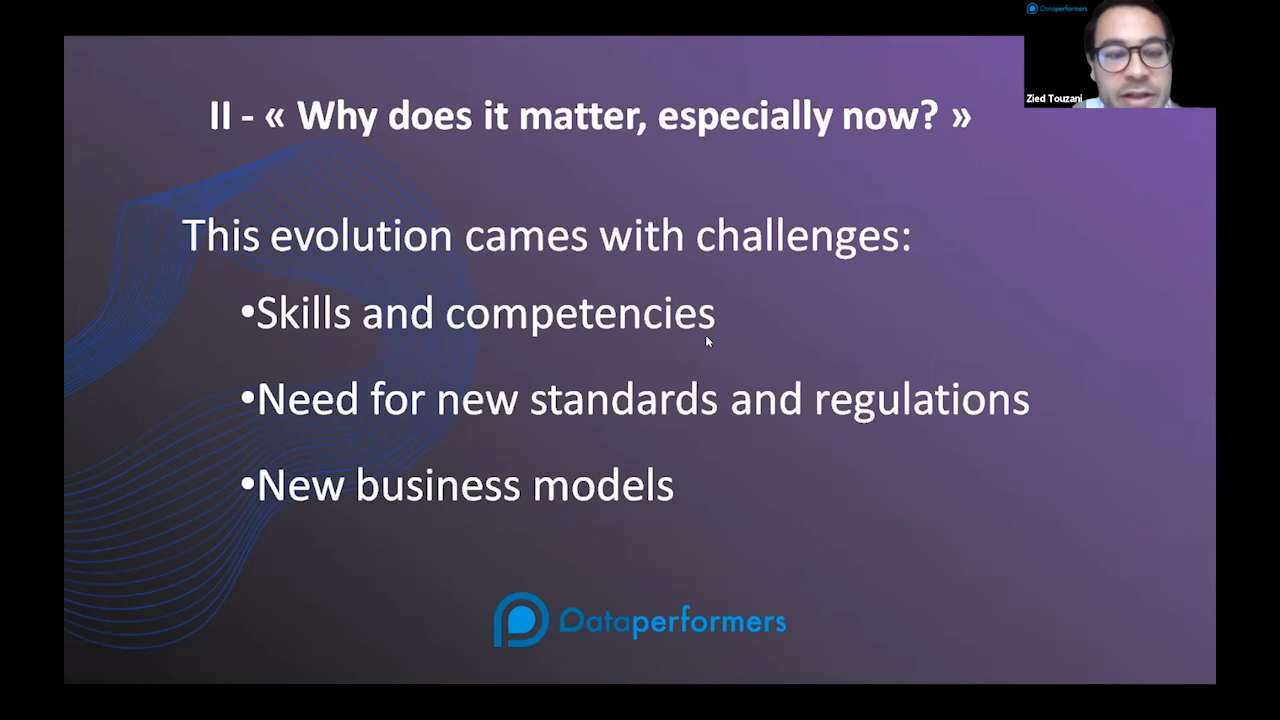 Dataperformers
Zied Touzani
II - « Why does it matter, especially now? »
This evolution cames with challenges:
•Skills and competencies
•Need for new standards and regulations
•New business models
Dataperformers